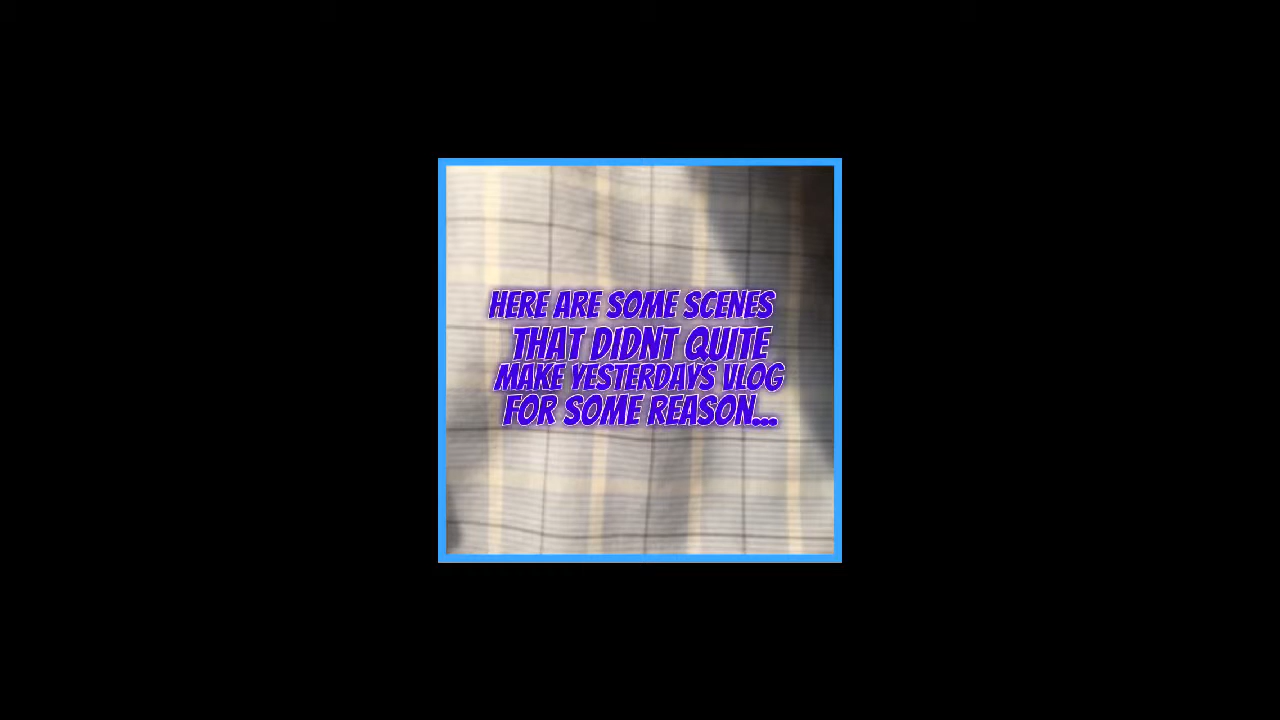 HERE ARE SOME SCENES
THAT DIDNT QUITE
MAKE YESTERDAYS VLOG
FOR SOME REASON...